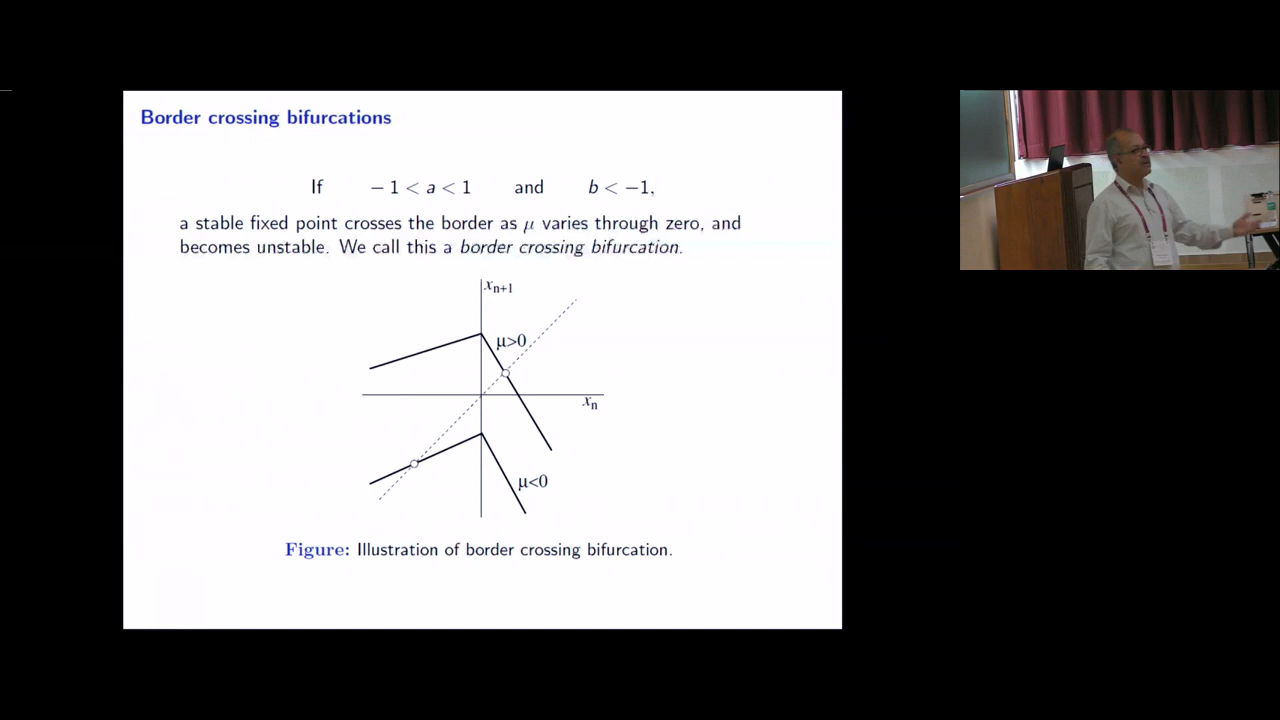 Border crossing bifurcations
If −1 < a < 1 and b < −1,
a stable fixed point crosses the border as μ varies through zero, and
becomes unstable. We call this a border crossing bifurcation.
xn+1
μ>0
xn
μ<0
Figure: Illustration of border crossing bifurcation.